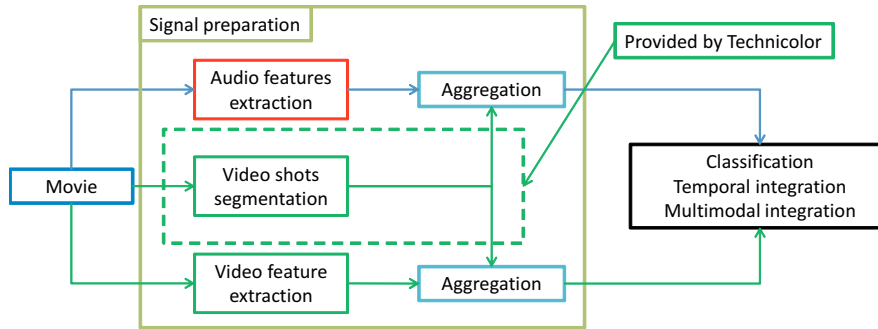 Signal preparation
Provided by Technicolor
Audio features
extraction
Aggregation
Movie
Video shots
segmentation
Classification
Temporal integration
Multimodal integration
Video feature
extraction
Aggregation